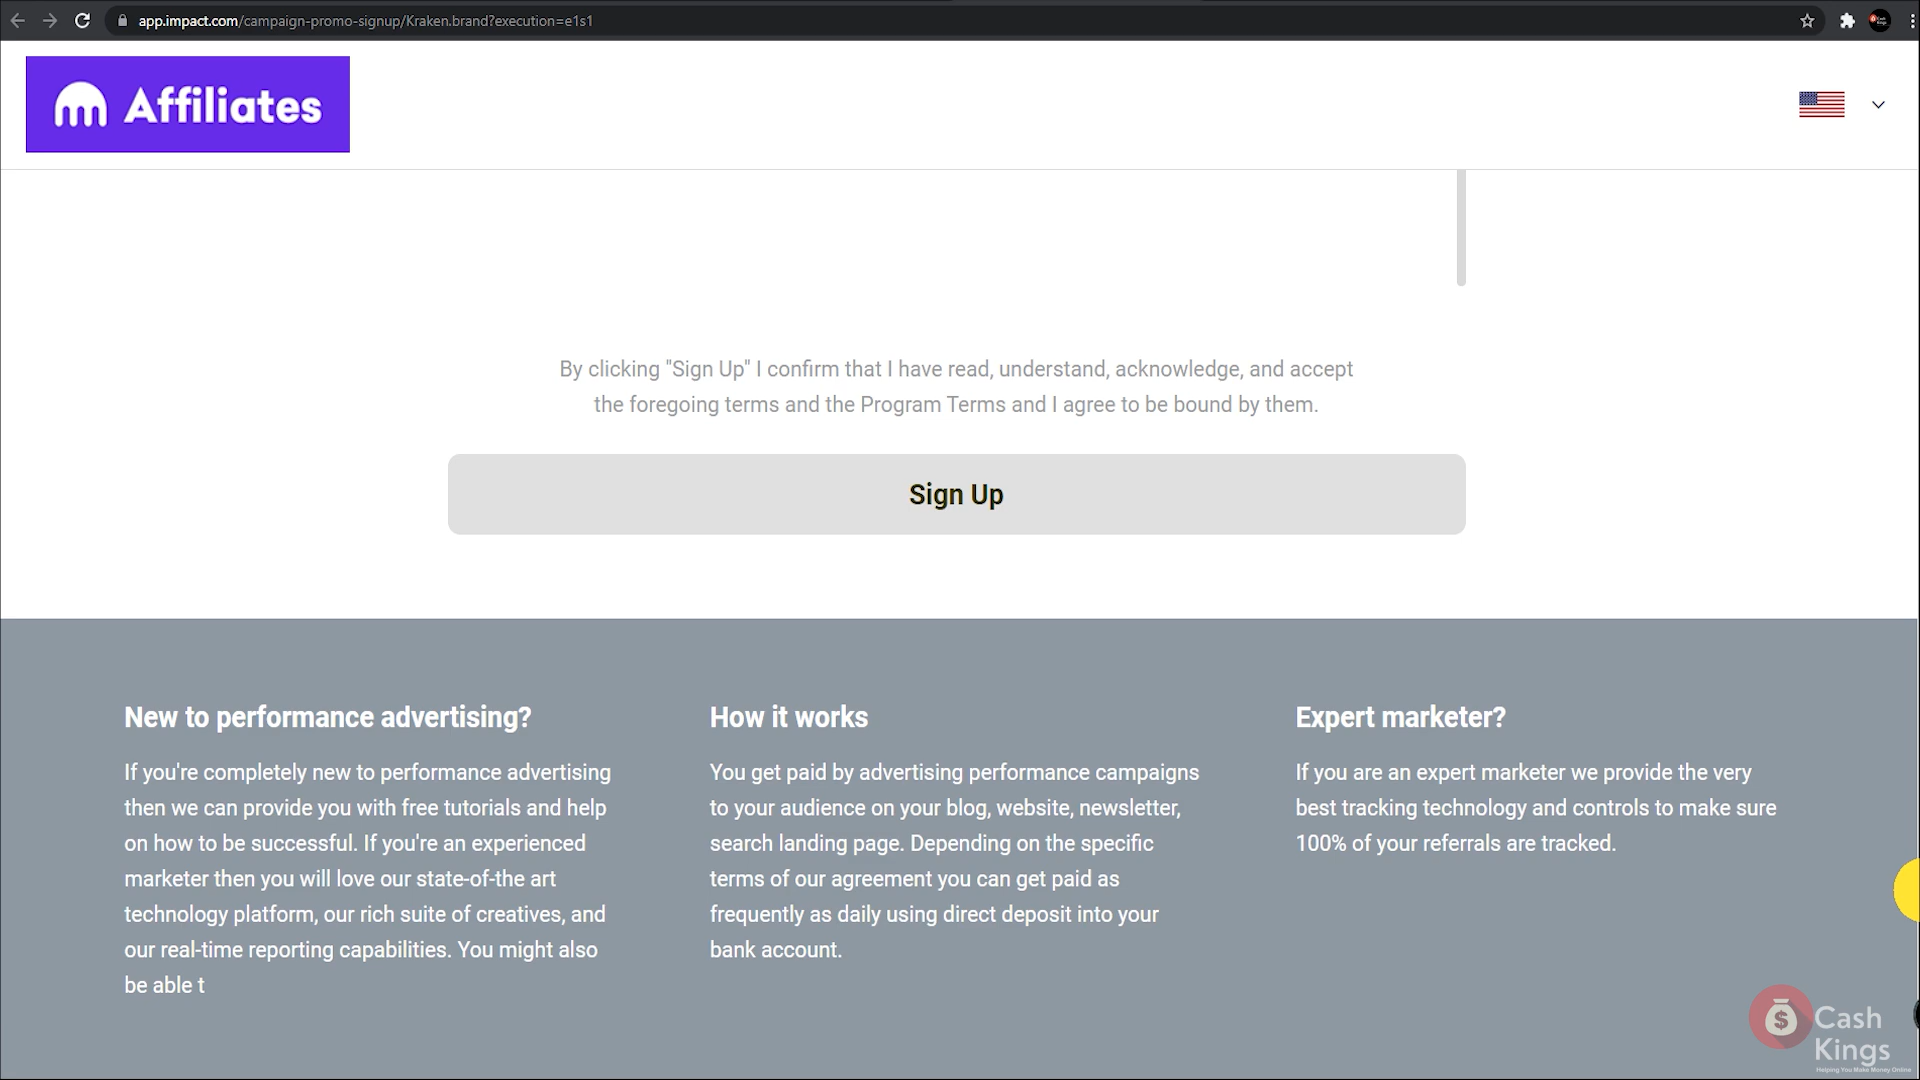 app.impact.com/campaign-promo-signup/Kraken.brand?execution=e1s1
Affiliates
By clicking "Sign Up" I confirm that I have read, understand, acknowledge, and accept
the foregoing terms and the Program Terms and I agree to be bound by them.
Sign Up
New to performance advertising?
If you're completely new to performance advertising
then we can provide you with free tutorials and help
on how to be successful. If you're an experienced
marketer then you will love our state-of-the art
technology platform, our rich suite of creatives, and
our real-time reporting capabilities. You might also
be able t
How it works
You get paid by advertising performance campaigns
to your audience on your blog, website, newsletter,
search landing page. Depending on the specific
terms of our agreement you can get paid as
frequently as daily using direct deposit into your
bank account.
Expert marketer?
If you are an expert marketer we provide the very
best tracking technology and controls to make sure
100% of your referrals are tracked.
$
Cash
Kings
Helping You Make Money Online